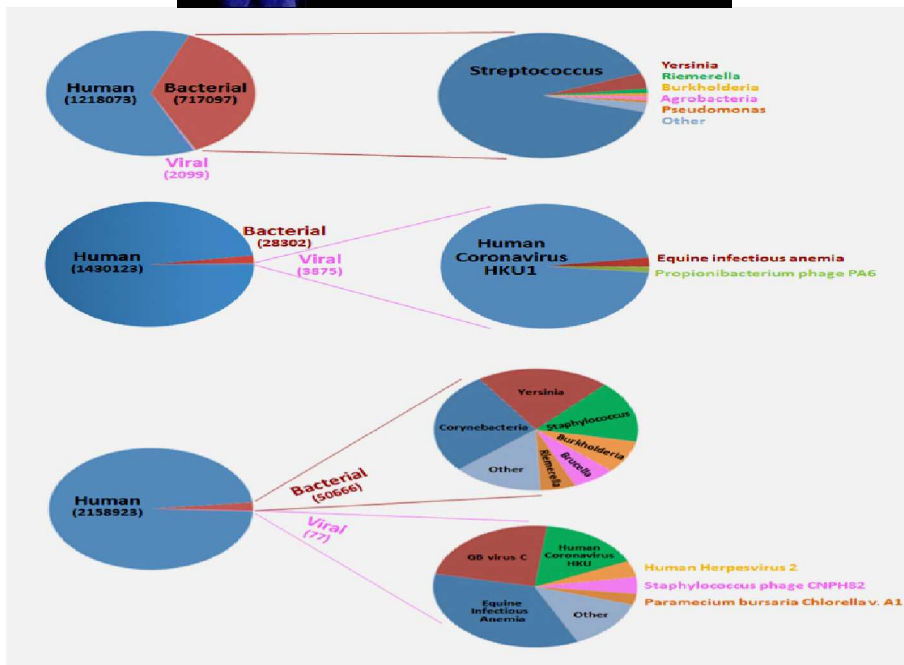 Human
(1218073)
Bacterial
(717097)
Viral
(2099)
Streptococcus
Yersinia
Riemerella
Burkholderia
Agrobacteria
Pseudomonas
Other
Human
(1430123)
Bacterial
(28302)
Viral
(3875)
Human
Coronavirus
HKU1
Equine infectious anemia
Propionibacterium phage PA6
Human
(2158923)
Bacterial
(50666)
Viral
(77)
Yersinia
Corynebacteria
Staphylococcus
Burkholderia
Brucella
Riemerella
Other
GB virus C
Human
Coronavirus
HKU
Equine
Infectious
Anemia
Other
Human Herpesvirus 2
Staphylococcus phage CNPH82
Paramecium bursaria Chlorella v. A1